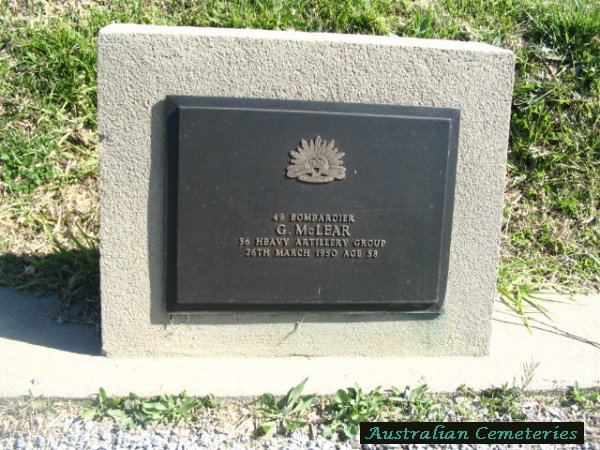 49 BOMBARDIER
G. McLEAR
36 HEAVY ARTILLERY GROUP
26TH MARCH 1950 AGE 58
Australian Cemeteries